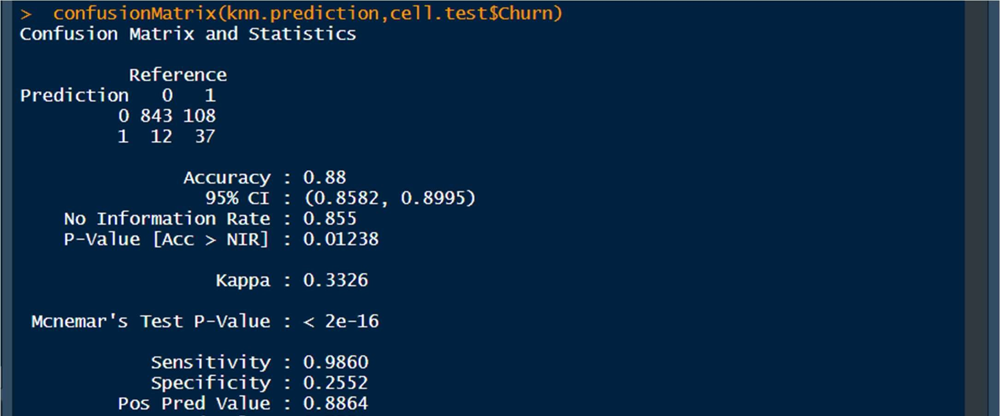 > confusionMatrix(knn.prediction,cell.test$Churn)
Confusion Matrix and Statistics
Reference
Prediction 0 1
0 843 108
1 12 37
Accuracy : 0.88
95% CI : (0.8582, 0.8995)
No Information Rate : 0.855
P-Value [Acc > NIR] : 0.01238
Kappa : 0.3326
Mcnemar's Test P-Value : < 2e-16
Sensitivity : 0.9860
Specificity : 0.2552
Pos Pred Value : 0.8864